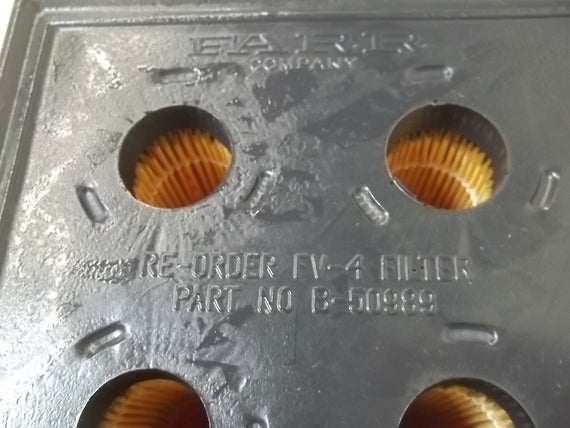 FARR
COMPANY
RE-ORDER FV-4 FILTER
PART NO B-50989